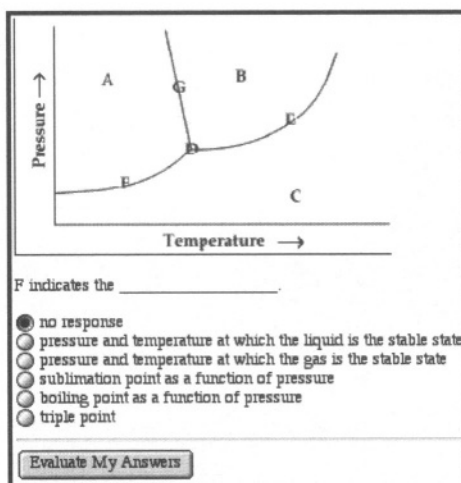 A
G
B
D
E
F
C
Pressure →
Temperature →
F indicates the ____________________.
no response
pressure and temperature at which the liquid is the stable state
pressure and temperature at which the gas is the stable state
sublimation point as a function of pressure
boiling point as a function of pressure
triple point
Evaluate My Answers